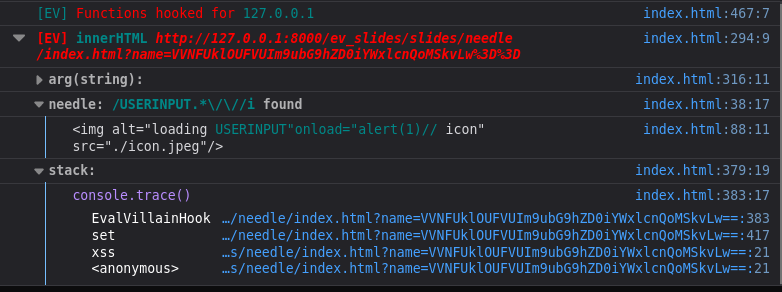 [EV] Functions hooked for 127.0.0.1 index.html:467:7
[EV] innerHTML http://127.0.0.1:8000/ev_slides/slides/needle index.html:294:9
/index.html?name=VVNFUklOUFVUIm9ubG9hZD0iYWxlcnQoMSkvLw%3D%3D
arg(string): index.html:316:11
needle: /USERINPUT.*\/\//i found index.html:38:17
<img alt="loading USERINPUT"onload="alert(1)// icon" index.html:88:11
src="./icon.jpeg"/>
stack: index.html:379:19
console.trace() index.html:383:17
EvalVillainHook …/needle/index.html?name=VVNFUklOUFVUIm9ubG9hZD0iYWxlcnQoMSkvLw==:383
set …/needle/index.html?name=VVNFUklOUFVUIm9ubG9hZD0iYWxlcnQoMSkvLw==:417
xss …s/needle/index.html?name=VVNFUklOUFVUIm9ubG9hZD0iYWxlcnQoMSkvLw==:21
<anonymous> …s/needle/index.html?name=VVNFUklOUFVUIm9ubG9hZD0iYWxlcnQoMSkvLw==:21